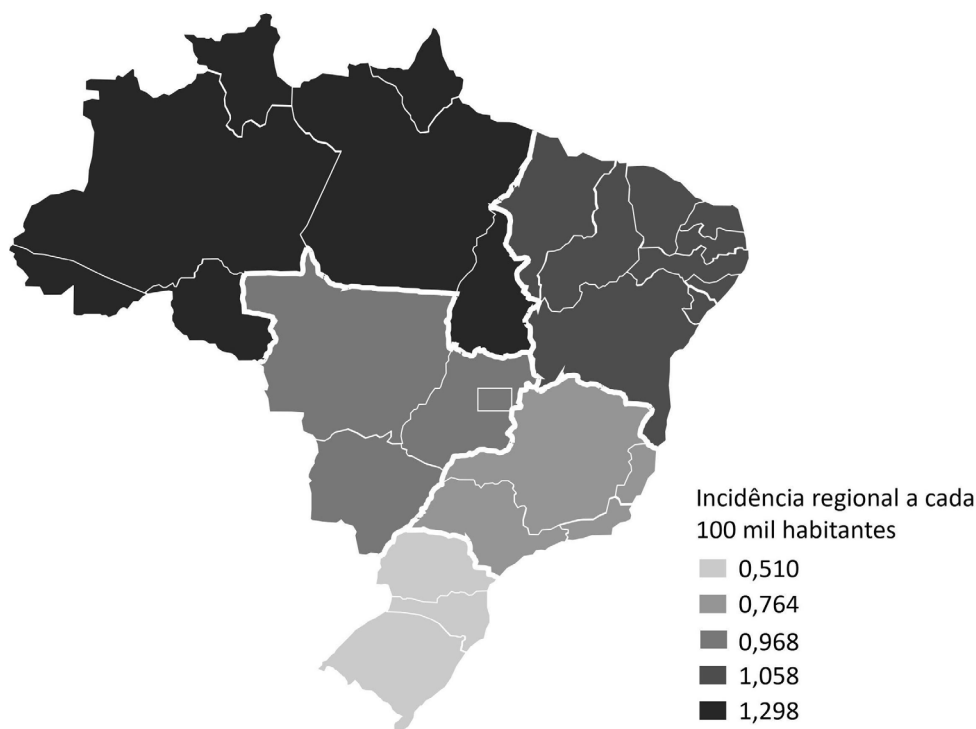 Incidência regional a cada
100 mil habitantes
0,510
0,764
0,968
1,058
1,298